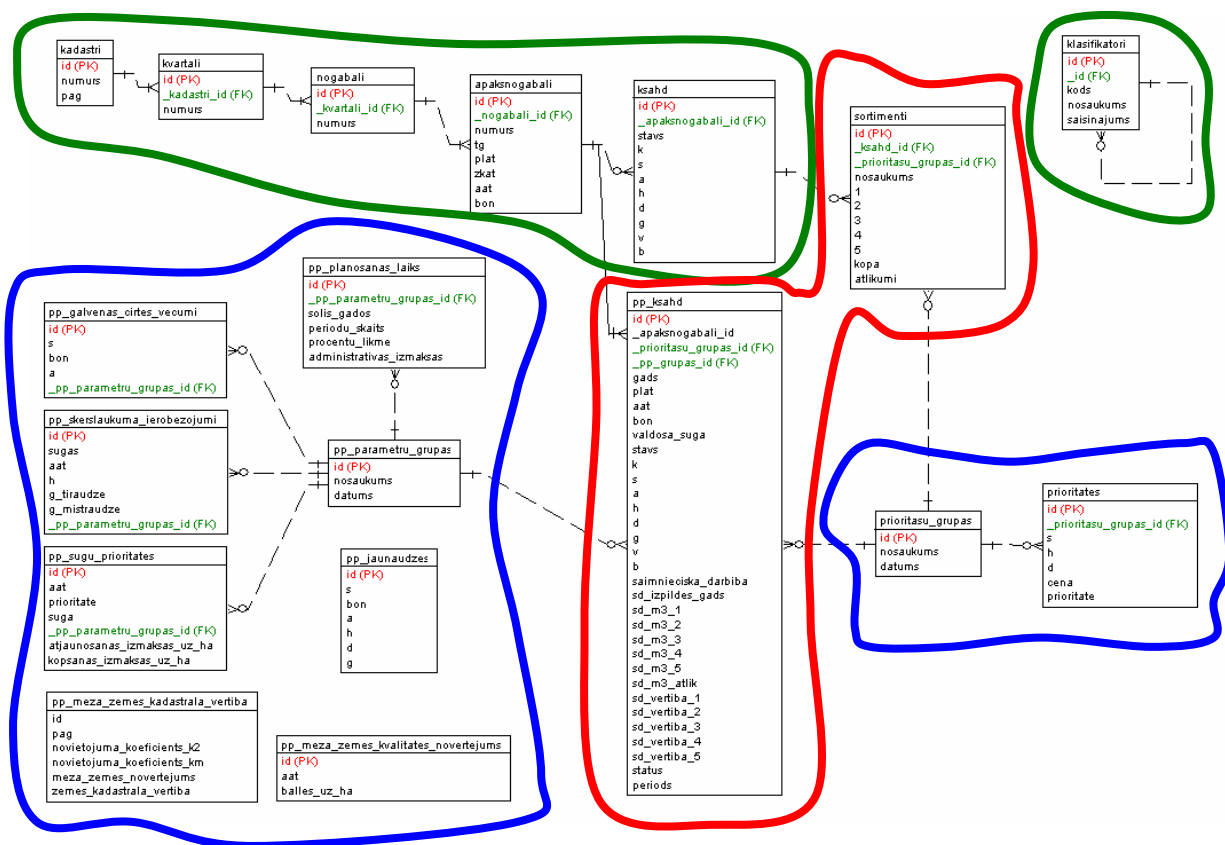 kadastri
id (PK)
numurs
pag
kvartali
id (PK)
_kadastri_id (FK)
numurs
nogabali
id (PK)
_kvartali_id (FK)
numurs
apaksnogabali
id (PK)
_nogabali_id (FK)
numurs
tg
plat
zkat
aat
bon
ksahd
id (PK)
_apaksnogabali_id (FK)
stavs
k
s
a
h
d
g
v
b
sortimenti
id (PK)
_ksahd_id (FK)
_prioritasu_grupas_id (FK)
nosaukums
1
2
3
4
5
kopa
atlikumi
klasifikatori
id (PK)
_id (FK)
kods
nosaukums
saisinajums
pp_planosanas_laiks
id (PK)
_pp_parametru_grupas_id (FK)
solis_gados
periodu_skaits
procentu_likme
administrativas_izmaksas
pp_galvenas_cirtes_vecumi
id (PK)
s
bon
a
_pp_parametru_grupas_id (FK)
pp_skerslaukuma_ierobezojumi
id (PK)
sugas
aat
h
g_tiraudze
g_mistraudze
_pp_parametru_grupas_id (FK)
pp_parametru_grupas
id (PK)
nosaukums
datums
pp_sugu_prioritates
id (PK)
aat
prioritate
suga
_pp_parametru_grupas_id (FK)
atjaunosanas_izmaksas_uz_ha
kopsanas_izmaksas_uz_ha
pp_jaunaudzes
id (PK)
s
bon
a
h
d
g
pp_meza_zemes_kadastrala_vertiba
id
pag
novietojuma_koeficients_k2
novietojuma_koeficients_km
meza_zemes_novertejums
zemes_kadastrala_vertiba
pp_meza_zemes_kvalitates_novertejums
id (PK)
aat
balles_uz_ha
pp_ksahd
id (PK)
_apaksnogabali_id
_prioritasu_grupas_id (FK)
_pp_grupas_id (FK)
gads
plat
aat
bon
valdosa_suga
stavs
k
s
a
h
d
g
v
b
saimnieciska_darbiba
sd_izpildes_gads
sd_m3_1
sd_m3_2
sd_m3_3
sd_m3_4
sd_m3_5
sd_m3_atlik
sd_vertiba_1
sd_vertiba_2
sd_vertiba_3
sd_vertiba_4
sd_vertiba_5
status
periods
prioritasu_grupas
id (PK)
nosaukums
datums
prioritates
id (PK)
_prioritasu_grupas_id (FK)
s
h
d
cena
prioritate